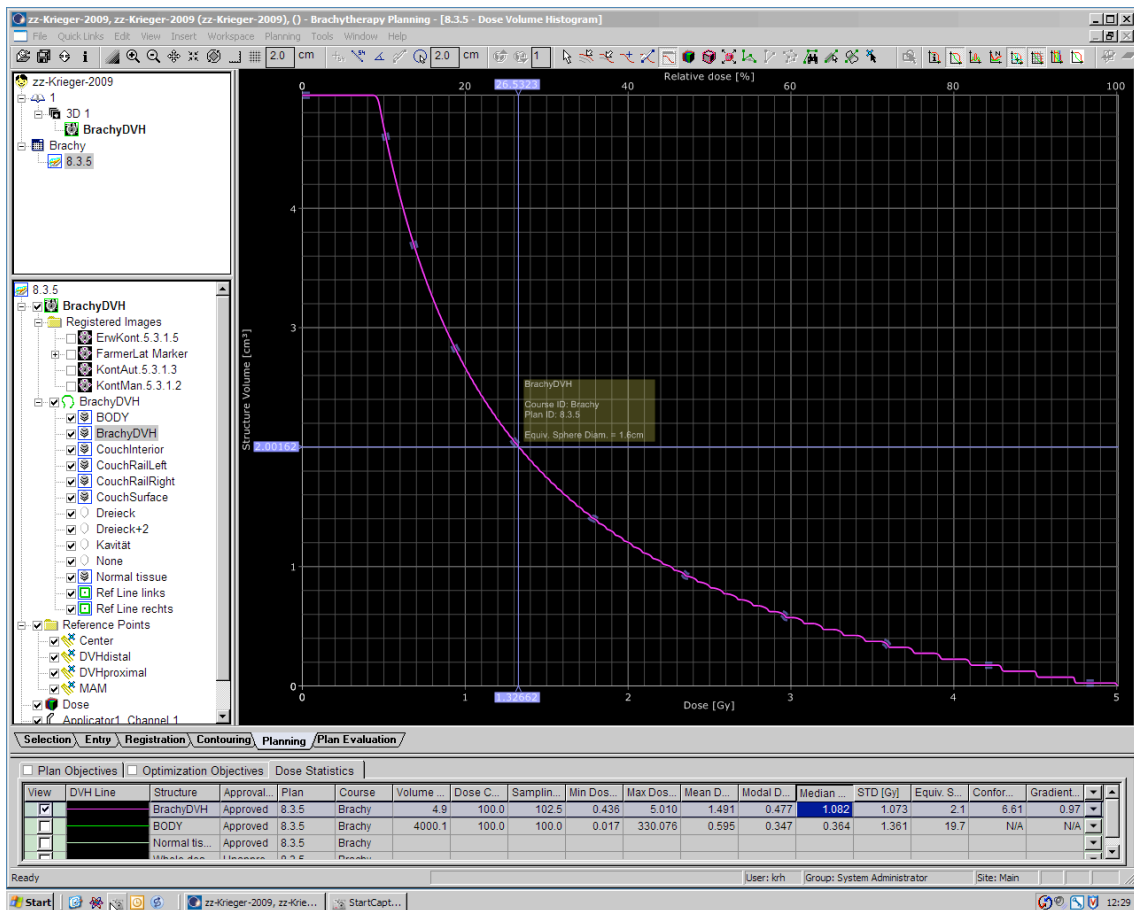 zz-Krieger-2009, zz-Krieger-2009 (zz-Krieger-2009), () - Brachytherapy Planning - [8.3.5 - Dose Volume Histogram]
File Quick Links Edit View Insert Workspace Planning Tools Window Help
2.0 cm 2.0 cm 1
zz-Krieger-2009
1
3D 1
BrachyDVH
Brachy
8.3.5
8.3.5
BrachyDVH
Registered Images
ErwKont.5.3.1.5
FarmerLat Marker
KontAut.5.3.1.3
KontMan.5.3.1.2
BrachyDVH
BODY
BrachyDVH
CouchInterior
CouchRailLeft
CouchRailRight
CouchSurface
Dreieck
Dreieck+2
Kavität
None
Normal tissue
Ref Line links
Ref Line rechts
Reference Points
Center
DVHdistal
DVHproximal
MAM
Dose
Applicator1, Channel 1
Relative dose [%]
0 20 26.5323 40 60 80 100
Structure Volume [cm³]
4
3
2.00162
1
0
BrachyDVH
Course ID: Brachy
Plan ID: 8.3.5
Equiv. Sphere Diam. = 1.6cm
0 1 1.32662 2 3 4 5
Dose [Gy]
Selection Entry Registration Contouring Planning Plan Evaluation
Plan Objectives Optimization Objectives Dose Statistics
View DVH Line Structure Approval... Plan Course Volume ... Dose C... Samplin... Min Dos... Max Dos... Mean D... Modal D... Median ... STD [Gy] Equiv. S... Confor... Gradient...
BrachyDVH Approved 8.3.5 Brachy 4.9 100.0 102.5 0.436 5.010 1.491 0.477 1.082 1.073 2.1 6.61 0.97
BODY Approved 8.3.5 Brachy 4000.1 100.0 100.0 0.017 330.076 0.595 0.347 0.364 1.361 19.7 N/A N/A
Normal tis... Approved 8.3.5 Brachy
8.3.5 Brachy
Ready User: krh Group: System Administrator Site: Main
Start zz-Krieger-2009, zz-Krie... StartCapt... 12:29